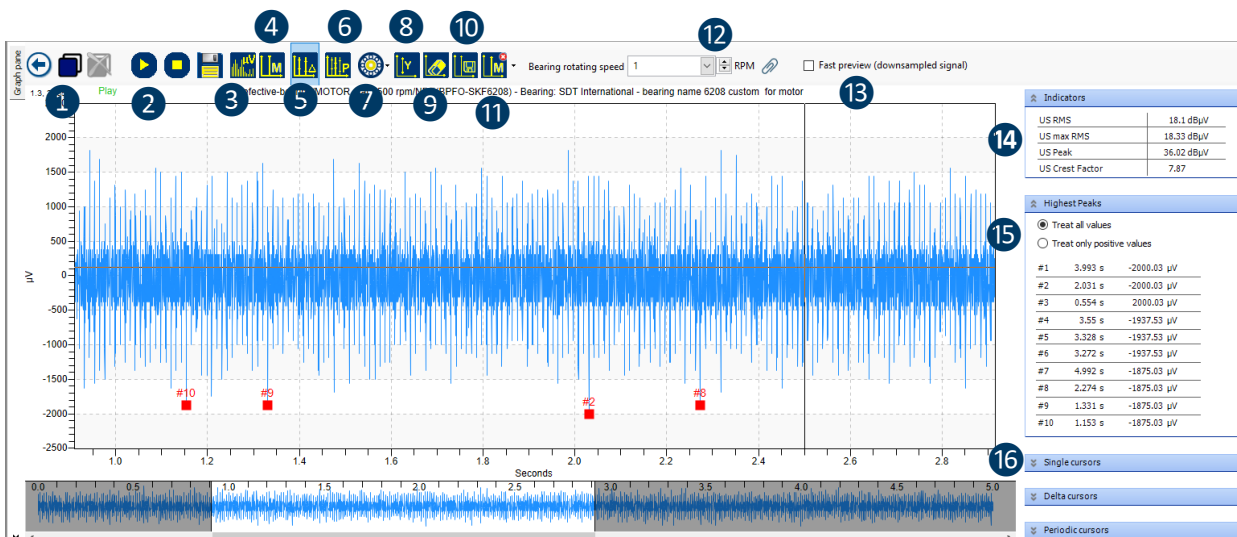 4 6 8 10 12
Graph pane
μV M P Y M Bearing rotating speed 1 RPM Fast preview (downsampled signal)
1.3. Play efective-b MOTOR 500 rpm/N BPFO-SKF6208) - Bearing: SDT International - bearing name 6208 custom for motor
1 2 3 5 7 9 11 13
Indicators
14
US RMS 18.1 dBμV
US max RMS 18.33 dBμV
US Peak 36.02 dBμV
US Crest Factor 7.87
15
Highest Peaks
Treat all values
Treat only positive values
#1 3.993 s -2000.03 μV
#2 2.031 s -2000.03 μV
#3 0.554 s 2000.03 μV
#4 3.55 s -1937.53 μV
#5 3.328 s -1937.53 μV
#6 3.272 s -1937.53 μV
#7 4.992 s -1875.03 μV
#8 2.274 s -1875.03 μV
#9 1.331 s -1875.03 μV
#10 1.153 s -1875.03 μV
16
Single cursors
Delta cursors
Periodic cursors
μV
2000
1500
1000
500
0
-500
-1000
-1500
-2000
-2500
#10 #9 #2 #8
1.0 1.2 1.4 1.6 1.8 2.0 2.2 2.4 2.6 2.8
Seconds
0.0 0.5 1.0 1.5 2.0 2.5 3.0 3.5 4.0 4.5 5.0